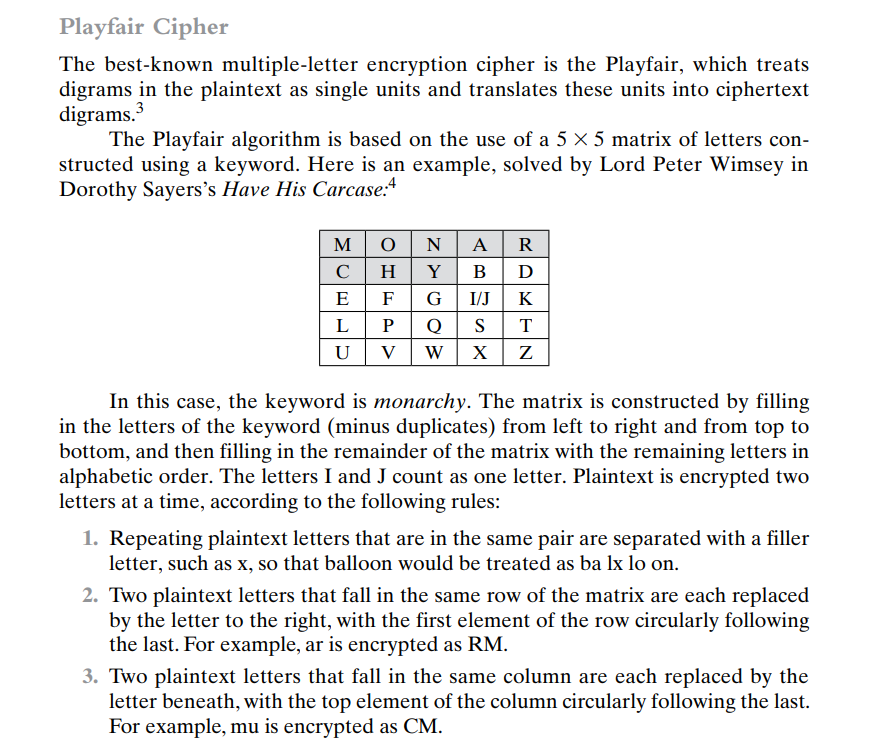 Playfair Cipher
The best-known multiple-letter encryption cipher is the Playfair, which treats
digrams in the plaintext as single units and translates these units into ciphertext
digrams.3
The Playfair algorithm is based on the use of a 5 × 5 matrix of letters con-
structed using a keyword. Here is an example, solved by Lord Peter Wimsey in
Dorothy Sayers's Have His Carcase:4
M O N A R
C H Y B D
E F G I/J K
L P Q S T
U V W X Z
In this case, the keyword is monarchy. The matrix is constructed by filling
in the letters of the keyword (minus duplicates) from left to right and from top to
bottom, and then filling in the remainder of the matrix with the remaining letters in
alphabetic order. The letters I and J count as one letter. Plaintext is encrypted two
letters at a time, according to the following rules:
1. Repeating plaintext letters that are in the same pair are separated with a filler
letter, such as x, so that balloon would be treated as ba lx lo on.
2. Two plaintext letters that fall in the same row of the matrix are each replaced
by the letter to the right, with the first element of the row circularly following
the last. For example, ar is encrypted as RM.
3. Two plaintext letters that fall in the same column are each replaced by the
letter beneath, with the top element of the column circularly following the last.
For example, mu is encrypted as CM.